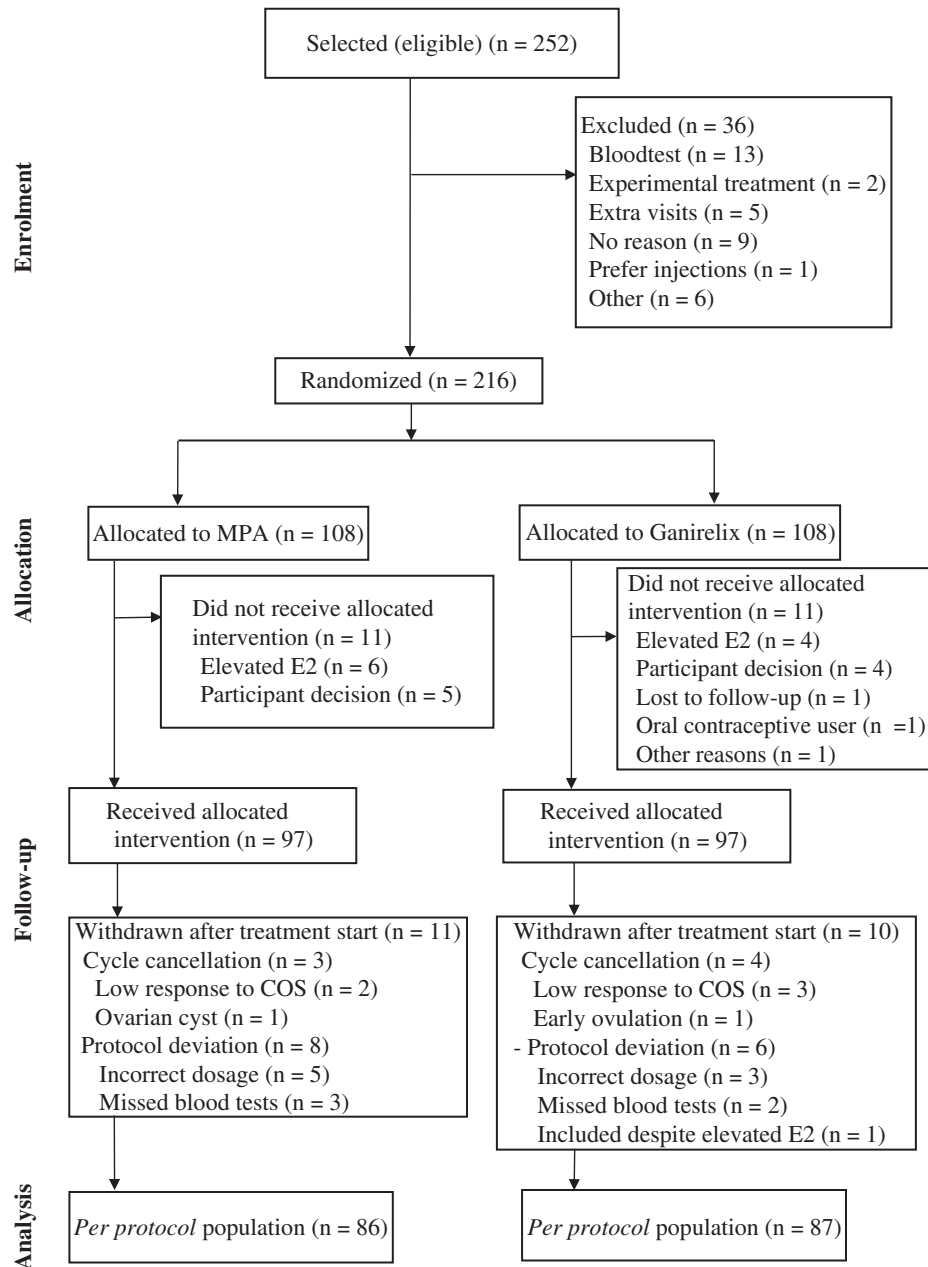 Selected (eligible) (n = 252)
Enrolment
Excluded (n = 36)
Bloodtest (n = 13)
Experimental treatment (n = 2)
Extra visits (n = 5)
No reason (n = 9)
Prefer injections (n = 1)
Other (n = 6)
Randomized (n = 216)
Allocation
Allocated to MPA (n = 108)
Did not receive allocated
intervention (n = 11)
Elevated E2 (n = 6)
Participant decision (n = 5)
Allocated to Ganirelix (n = 108)
Did not receive allocated
intervention (n = 11)
Elevated E2 (n = 4)
Participant decision (n = 4)
Lost to follow-up (n = 1)
Oral contraceptive user (n =1)
Other reasons (n = 1)
Follow-up
Received allocated
intervention (n = 97)
Received allocated
intervention (n = 97)
Withdrawn after treatment start (n = 11)
Cycle cancellation (n = 3)
Low response to COS (n = 2)
Ovarian cyst (n = 1)
Protocol deviation (n = 8)
Incorrect dosage (n = 5)
Missed blood tests (n = 3)
Withdrawn after treatment start (n = 10)
Cycle cancellation (n = 4)
Low response to COS (n = 3)
Early ovulation (n = 1)
- Protocol deviation (n = 6)
Incorrect dosage (n = 3)
Missed blood tests (n = 2)
Included despite elevated E2 (n = 1)
Analysis
Per protocol population (n = 86)
Per protocol population (n = 87)